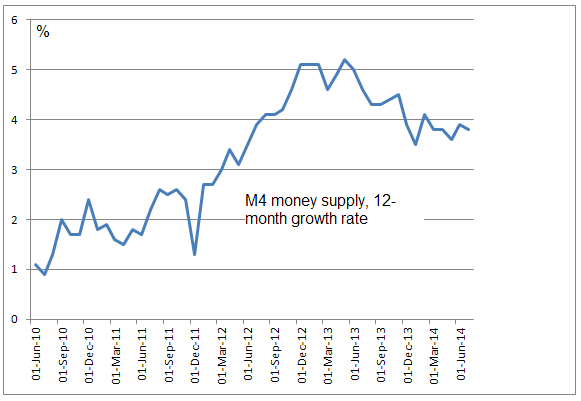 6
%
5
4
3
M4 money supply, 12-
month growth rate
2
1
0
01-Jun-10
01-Sep-10
01-Dec-10
01-Mar-11
01-Jun-11
01-Sep-11
01-Dec-11
01-Mar-12
01-Jun-12
01-Sep-12
01-Dec-12
01-Mar-13
01-Jun-13
01-Sep-13
01-Dec-13
01-Mar-14
01-Jun-14